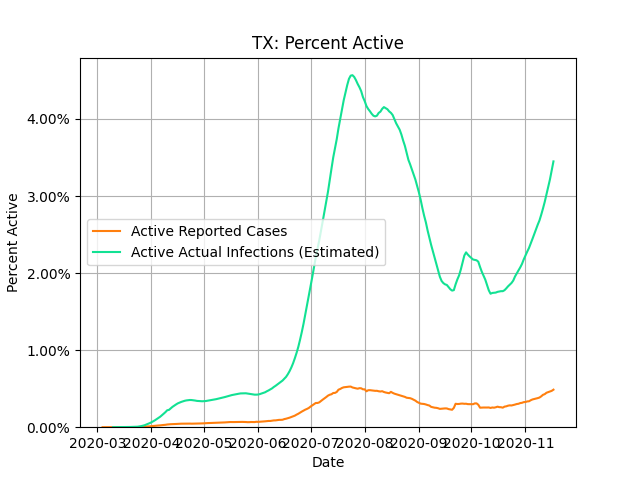 TX: Percent Active
Percent Active
4.00%
3.00%
2.00%
1.00%
0.00%
Active Reported Cases
Active Actual Infections (Estimated)
2020-03 2020-04 2020-05 2020-06 2020-07 2020-08 2020-09 2020-10 2020-11
Date